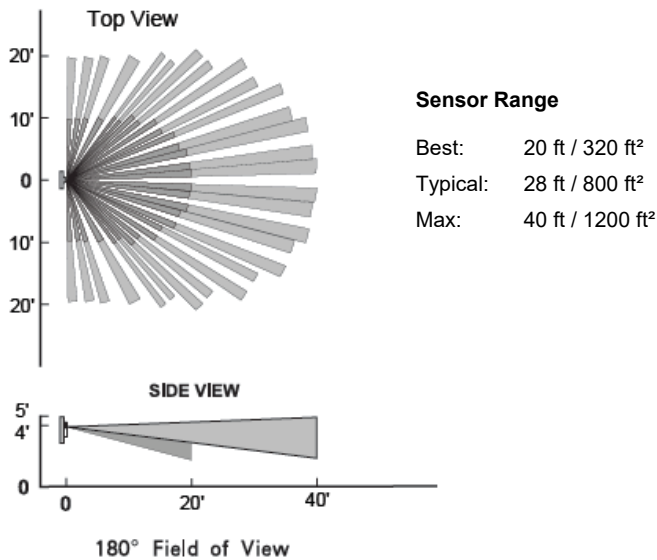 Top View
20'
10'
0
10'
20'
Sensor Range
Best: 20 ft / 320 ft²
Typical: 28 ft / 800 ft²
Max: 40 ft / 1200 ft²
SIDE VIEW
5'
4'
0
0 20' 40'
180° Field of View